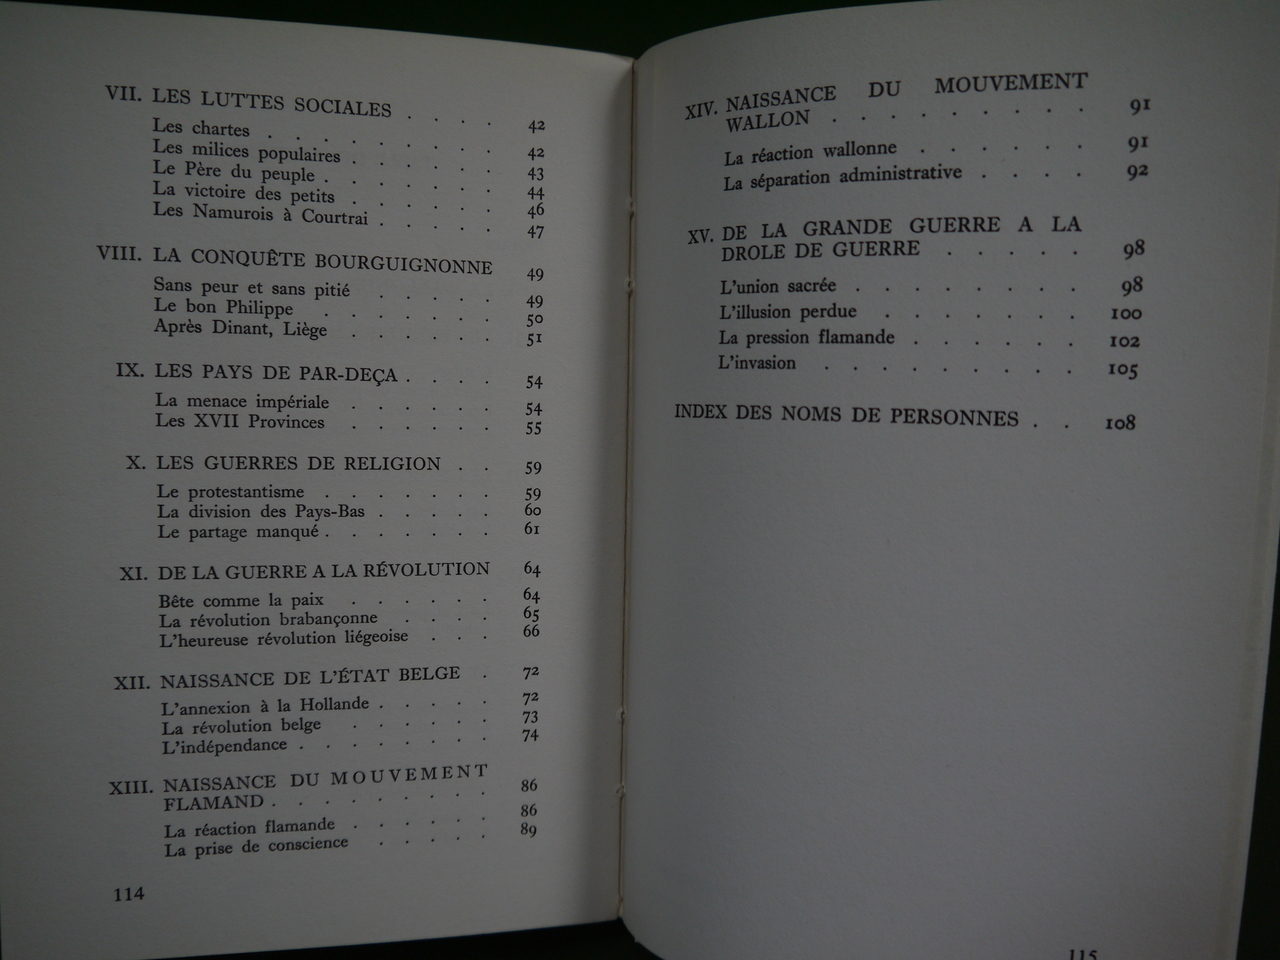 VII. LES LUTTES SOCIALES . . . . 42
Les chartes . . . . . . . . . 42
Les milices populaires . . . . . . 43
Le Père du peuple . . . . . . . 44
La victoire des petits . . . . . . 46
Les Namurois à Courtrai . . . . . 47
VIII. LA CONQUÊTE BOURGUIGNONNE 49
Sans peur et sans pitié . . . . . 49
Le bon Philippe . . . . . . . 50
Après Dinant, Liège . . . . . . 51
IX. LES PAYS DE PAR-DEÇA . . . . 54
La menace impériale . . . . . . 54
Les XVII Provinces . . . . . . 55
X. LES GUERRES DE RELIGION . . 59
Le protestantisme . . . . . . . 59
La division des Pays-Bas . . . . . 60
Le partage manqué . . . . . . . 61
XI. DE LA GUERRE A LA RÉVOLUTION 64
Bête comme la paix . . . . . . 64
La révolution brabançonne . . . . 65
L'heureuse révolution liégeoise . . . 66
XII. NAISSANCE DE L'ÉTAT BELGE . 72
L'annexion à la Hollande . . . . . 72
La révolution belge . . . . . . 73
L'indépendance . . . . . . . . 74
XIII. NAISSANCE DU MOUVEMENT
FLAMAND . . . . . . . . . 86
La réaction flamande . . . . . . 86
La prise de conscience . . . . . 89
114
XIV. NAISSANCE DU MOUVEMENT
WALLON . . . . . . . . . . 91
La réaction wallonne . . . . . . 91
La séparation administrative . . . . 92
XV. DE LA GRANDE GUERRE A LA
DROLE DE GUERRE . . . . . 98
L'union sacrée . . . . . . . . . 98
L'illusion perdue . . . . . . . . 100
La pression flamande . . . . . . . 102
L'invasion . . . . . . . . . . 105
INDEX DES NOMS DE PERSONNES . . 108
115